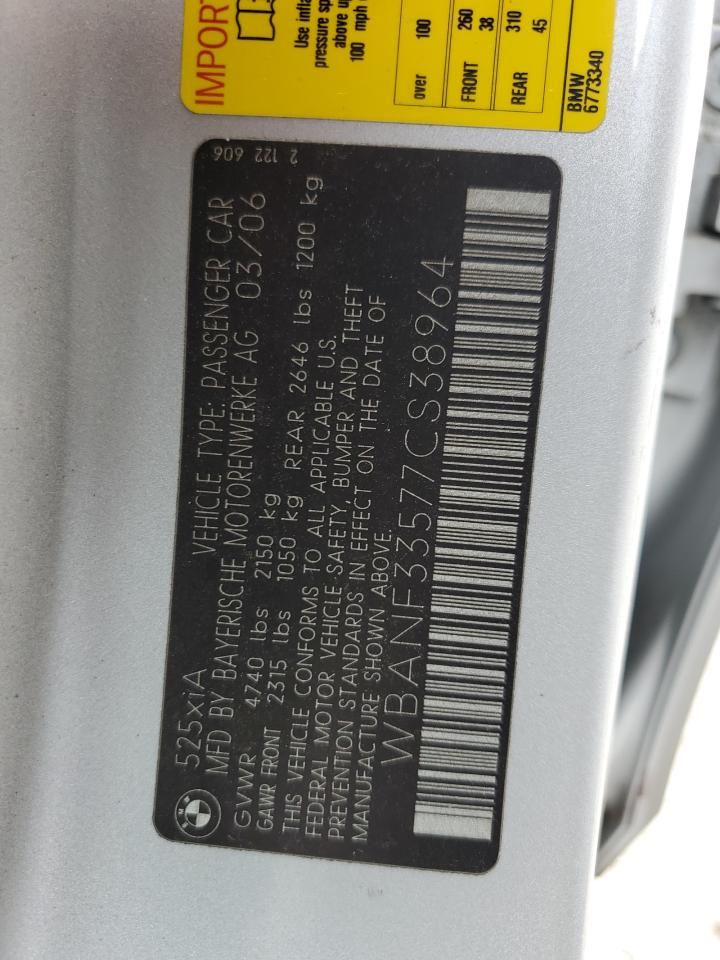 IMPORT
Use infla
pressure sp
above up
100 mph
over 100
FRONT 260 38
REAR 310 45
BMW
67773340
2 122 606
525xiA VEHICLE TYPE: PASSENGER CAR
MFD BY BAYERISCHE MOTORENWERKE AG 03/06
GVWR 4740 lbs 2150 kg
GAWR FRONT 2315 lbs 1050 kg REAR 2646 lbs 1200 kg
THIS VEHICLE CONFORMS TO ALL APPLICABLE U.S.
FEDERAL MOTOR VEHICLE SAFETY, BUMPER AND THEFT
PREVENTION STANDARDS IN EFFECT ON THE DATE OF
MANUFACTURE SHOWN ABOVE.
WBANF33577CS38964